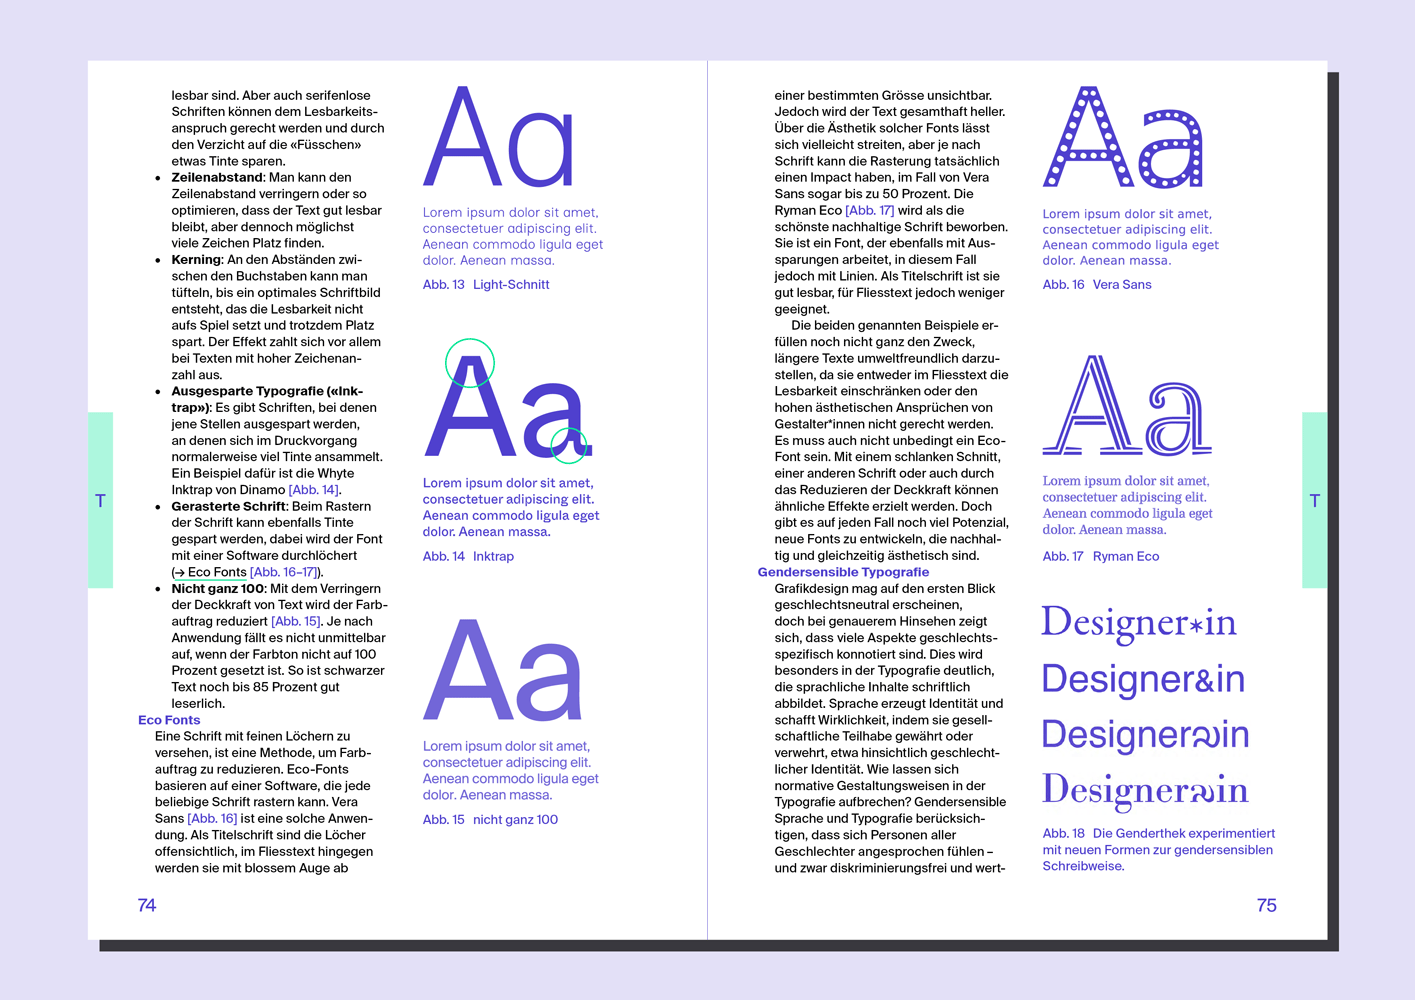 lesbar sind. Aber auch serifenlose
Schriften können dem Lesbarkeits-
anspruch gerecht werden und durch
den Verzicht auf die «Füsschen»
etwas Tinte sparen.
• Zeilenabstand: Man kann den
Zeilenabstand verringern oder so
optimieren, dass der Text gut lesbar
bleibt, aber dennoch möglichst
viele Zeichen Platz finden.
• Kerning: An den Abständen zwi-
schen den Buchstaben kann man
tüfteln, bis ein optimales Schriftbild
entsteht, das die Lesbarkeit nicht
aufs Spiel setzt und trotzdem Platz
spart. Der Effekt zahlt sich vor allem
bei Texten mit hoher Zeichenan-
zahl aus.
• Ausgesparte Typografie («Ink-
trap»): Es gibt Schriften, bei denen
jene Stellen ausgespart werden,
an denen sich im Druckvorgang
normalerweise viel Tinte ansammelt.
Ein Beispiel dafür ist die Whyte
Inktrap von Dinamo [Abb. 14].
• Gerasterte Schrift: Beim Rastern
der Schrift kann ebenfalls Tinte
gespart werden, dabei wird der Font
mit einer Software durchlöchert
(→ Eco Fonts [Abb. 16–17]).
• Nicht ganz 100: Mit dem Verringern
der Deckkraft von Text wird der Farb-
auftrag reduziert [Abb. 15]. Je nach
Anwendung fällt es nicht unmittelbar
auf, wenn der Farbton nicht auf 100
Prozent gesetzt ist. So ist schwarzer
Text noch bis 85 Prozent gut
leserlich.
Eco Fonts
Eine Schrift mit feinen Löchern zu
versehen, ist eine Methode, um Farb-
auftrag zu reduzieren. Eco-Fonts
basieren auf einer Software, die jede
beliebige Schrift rastern kann. Vera
Sans [Abb. 16] ist eine solche Anwen-
dung. Als Titelschrift sind die Löcher
offensichtlich, im Fliesstext hingegen
werden sie mit blossem Auge ab
T
74
Aa
Lorem ipsum dolor sit amet,
consectetuer adipiscing elit.
Aenean commodo ligula eget
dolor. Aenean massa.
Abb. 13 Light-Schnitt
Aa
Lorem ipsum dolor sit amet,
consectetuer adipiscing elit.
Aenean commodo ligula eget
dolor. Aenean massa.
Abb. 14 Inktrap
Aa
Lorem ipsum dolor sit amet,
consectetuer adipiscing elit.
Aenean commodo ligula eget
dolor. Aenean massa.
Abb. 15 nicht ganz 100
einer bestimmten Grösse unsichtbar.
Jedoch wird der Text gesamthaft heller.
Über die Ästhetik solcher Fonts lässt
sich vielleicht streiten, aber je nach
Schrift kann die Rasterung tatsächlich
einen Impact haben, im Fall von Vera
Sans sogar bis zu 50 Prozent. Die
Ryman Eco [Abb. 17] wird als die
schönste nachhaltige Schrift beworben.
Sie ist ein Font, der ebenfalls mit Aus-
sparungen arbeitet, in diesem Fall
jedoch mit Linien. Als Titelschrift ist sie
gut lesbar, für Fliesstext jedoch weniger
geeignet.
Die beiden genannten Beispiele er-
füllen noch nicht ganz den Zweck,
längere Texte umweltfreundlich darzu-
stellen, da sie entweder im Fliesstext die
Lesbarkeit einschränken oder den
hohen ästhetischen Ansprüchen von
Gestalter*innen nicht gerecht werden.
Es muss auch nicht unbedingt ein Eco-
Font sein. Mit einem schlanken Schnitt,
einer anderen Schrift oder auch durch
das Reduzieren der Deckkraft können
ähnliche Effekte erzielt werden. Doch
gibt es auf jeden Fall noch viel Potenzial,
neue Fonts zu entwickeln, die nachhal-
tig und gleichzeitig ästhetisch sind.
Gendersensible Typografie
Grafikdesign mag auf den ersten Blick
geschlechtsneutral erscheinen,
doch bei genauerem Hinsehen zeigt
sich, dass viele Aspekte geschlechts-
spezifisch konnotiert sind. Dies wird
besonders in der Typografie deutlich,
die sprachliche Inhalte schriftlich
abbildet. Sprache erzeugt Identität und
schafft Wirklichkeit, indem sie gesell-
schaftliche Teilhabe gewährt oder
verwehrt, etwa hinsichtlich geschlecht-
licher Identität. Wie lassen sich
normative Gestaltungsweisen in der
Typografie aufbrechen? Gendersensible
Sprache und Typografie berücksich-
tigen, dass sich Personen aller
Geschlechter angesprochen fühlen –
und zwar diskriminierungsfrei und wert-
Aa
Lorem ipsum dolor sit amet,
consectetuer adipiscing elit.
Aenean commodo ligula eget
dolor. Aenean massa.
Abb. 16 Vera Sans
Aa
Lorem ipsum dolor sit amet,
consectetuer adipiscing elit.
Aenean commodo ligula eget
dolor. Aenean massa.
Abb. 17 Ryman Eco
Designer*in
Designer&in
Designer in
Designer in
Abb. 18 Die Genderthek experimentiert
mit neuen Formen zur gendersensiblen
Schreibweise.
T
75